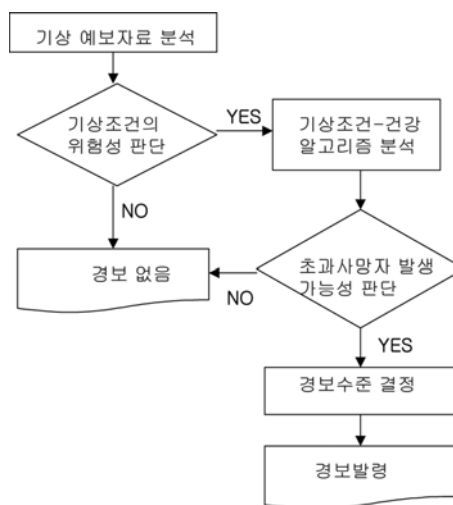 기상 예보자료 분석
기상조건의
위험성 판단
YES
기상조건-건강
알고리즘 분석
NO
경보 없음
초과사망자 발생
가능성 판단
NO
YES
경보수준 결정
경보발령